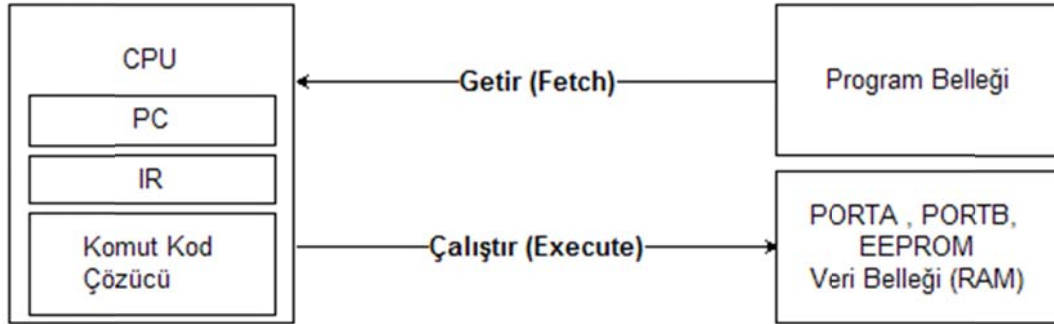 CPU
PC
IR
Komut Kod
Çözücü
Getir (Fetch)
Çalıştır (Execute)
Program Belleği
PORTA , PORTB,
EEPROM
Veri Belleği (RAM)